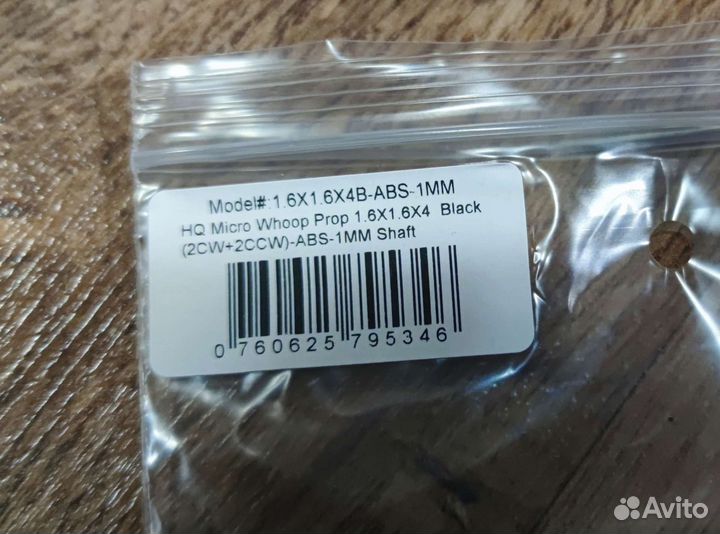 Model#:1.6X1.6X4B-ABS-1MM
HQ Micro Whoop Prop 1.6X1.6X4 Black
(2CW+2CCW)-ABS-1MM Shaft
0 760625 795346
Avito